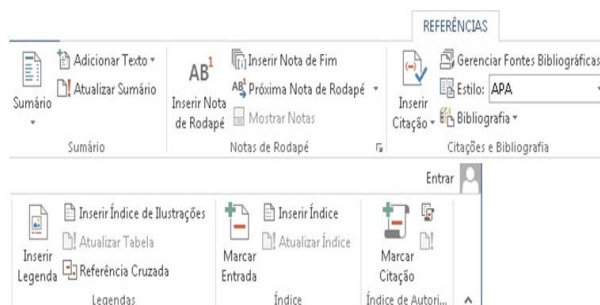 REFERÊNCIAS
Sumário
Adicionar Texto
Atualizar Sumário
Sumário
AB1
Inserir Nota
de Rodapé
Inserir Nota de Fim
AB Próxima Nota de Rodapé
Mostrar Notas
Notas de Rodapé
Inserir
Citação
Gerenciar Fontes Bibliográficas
Estilo: APA
Bibliografia
Citações e Bibliografia
Entrar
Inserir
Legenda
Inserir Índice de Ilustrações
Atualizar Tabela
Referência Cruzada
Legendas
Marcar
Entrada
Inserir Índice
Atualizar Índice
Índice
Marcar
Citação
Índice de Autori...